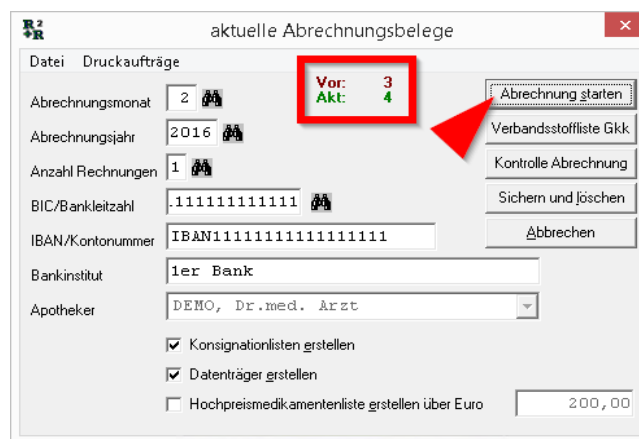 R²+R aktuelle Abrechnungsbelege ×
Datei Druckaufträge
Vor: 3
Akt: 4
Abrechnungsmonat 2
Abrechnung starten
Abrechnungsjahr 2016
Verbandsstoffliste Gkk
Anzahl Rechnungen 1
Kontrolle Abrechnung
BIC/Bankleitzahl .111111111111
Sichern und löschen
IBAN/Kontonummer IBAN11111111111111111
Abbrechen
Bankinstitut 1er Bank
Apotheker DEMO, Dr.med. Arzt
Konsignationlisten erstellen
Datenträger erstellen
Hochpreismedikamentenliste erstellen über Euro 200,00